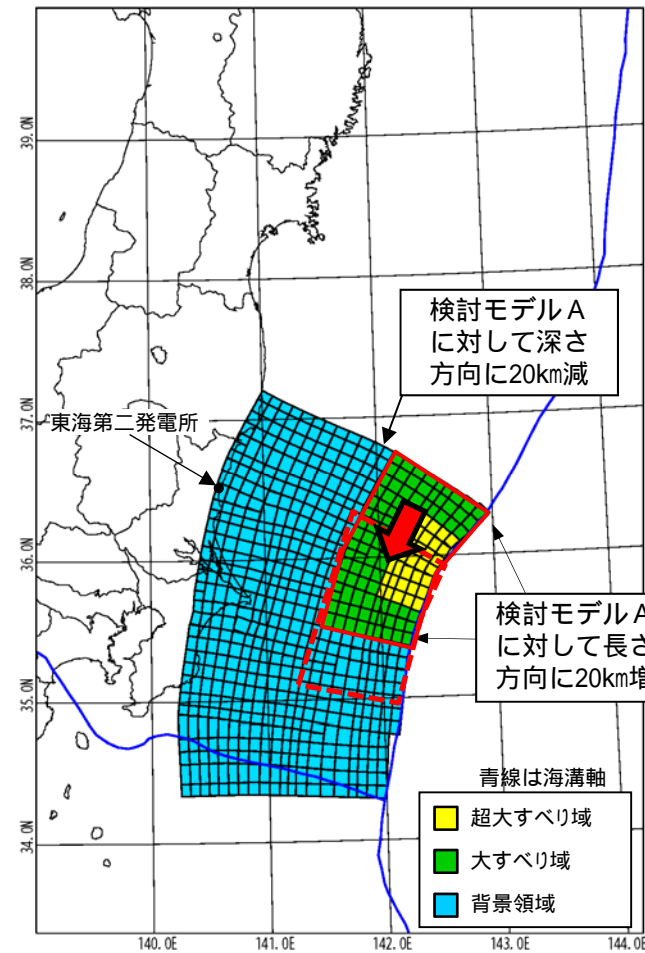 39.0N
38.0N
検討モデルA
に対して深さ
方向に20km減
37.0N
東海第二発電所
36.0N
検討モデルA
に対して長さ
方向に20km増
35.0N
青線は海溝軸
超大すべり域
大すべり域
背景領域
34.0N
140.0E
141.0E
142.0E
143.0E
144.0E